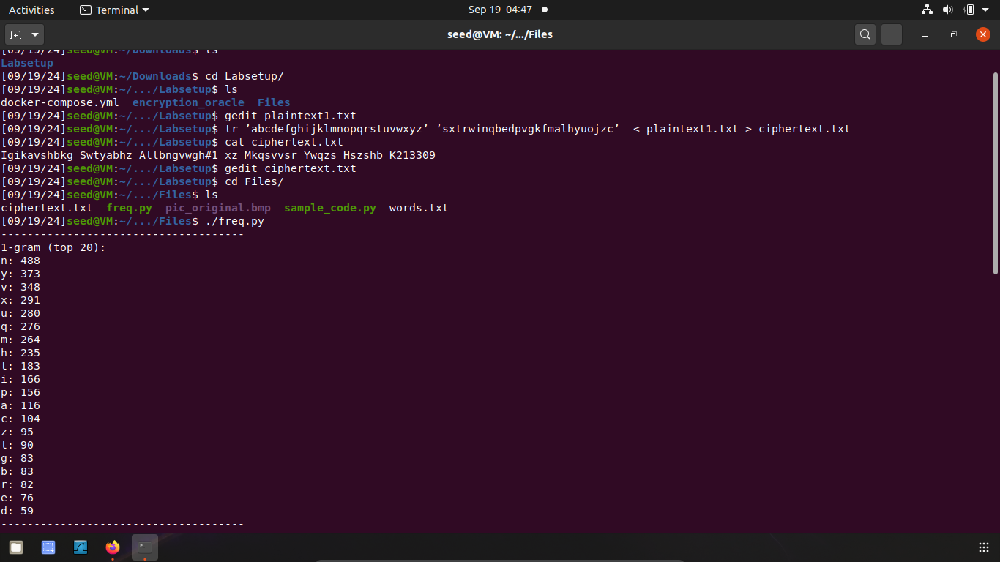 Activities Terminal Sep 19 04:47
seed@VM: ~/.../Files
[09/19/24]seed@VM:~/Downloads$ ls
Labsetup
[09/19/24]seed@VM:~/Downloads$ cd Labsetup/
[09/19/24]seed@VM:~/.../Labsetup$ ls
docker-compose.yml  encryption_oracle  Files
[09/19/24]seed@VM:~/.../Labsetup$ gedit plaintext1.txt
[09/19/24]seed@VM:~/.../Labsetup$ tr ’abcdefghijklmnopqrstuvwxyz’ ’sxtrwinqbedpvgkfmalhyuojzc’  < plaintext1.txt > ciphertext.txt
[09/19/24]seed@VM:~/.../Labsetup$ cat ciphertext.txt
Igikavshbkg Swtyabhz Allbngvwgh#1 xz Mkqsvvsr Ywqzs Hszshb K213309
[09/19/24]seed@VM:~/.../Labsetup$ gedit ciphertext.txt
[09/19/24]seed@VM:~/.../Labsetup$ cd Files/
[09/19/24]seed@VM:~/.../Files$ ls
ciphertext.txt  freq.py  pic_original.bmp  sample_code.py  words.txt
[09/19/24]seed@VM:~/.../Files$ ./freq.py
-------------------------------------
1-gram (top 20):
n: 488
y: 373
v: 348
x: 291
u: 280
q: 276
m: 264
h: 235
t: 183
i: 166
p: 156
a: 116
c: 104
z: 95
l: 90
g: 83
b: 83
r: 82
e: 76
d: 59
-------------------------------------